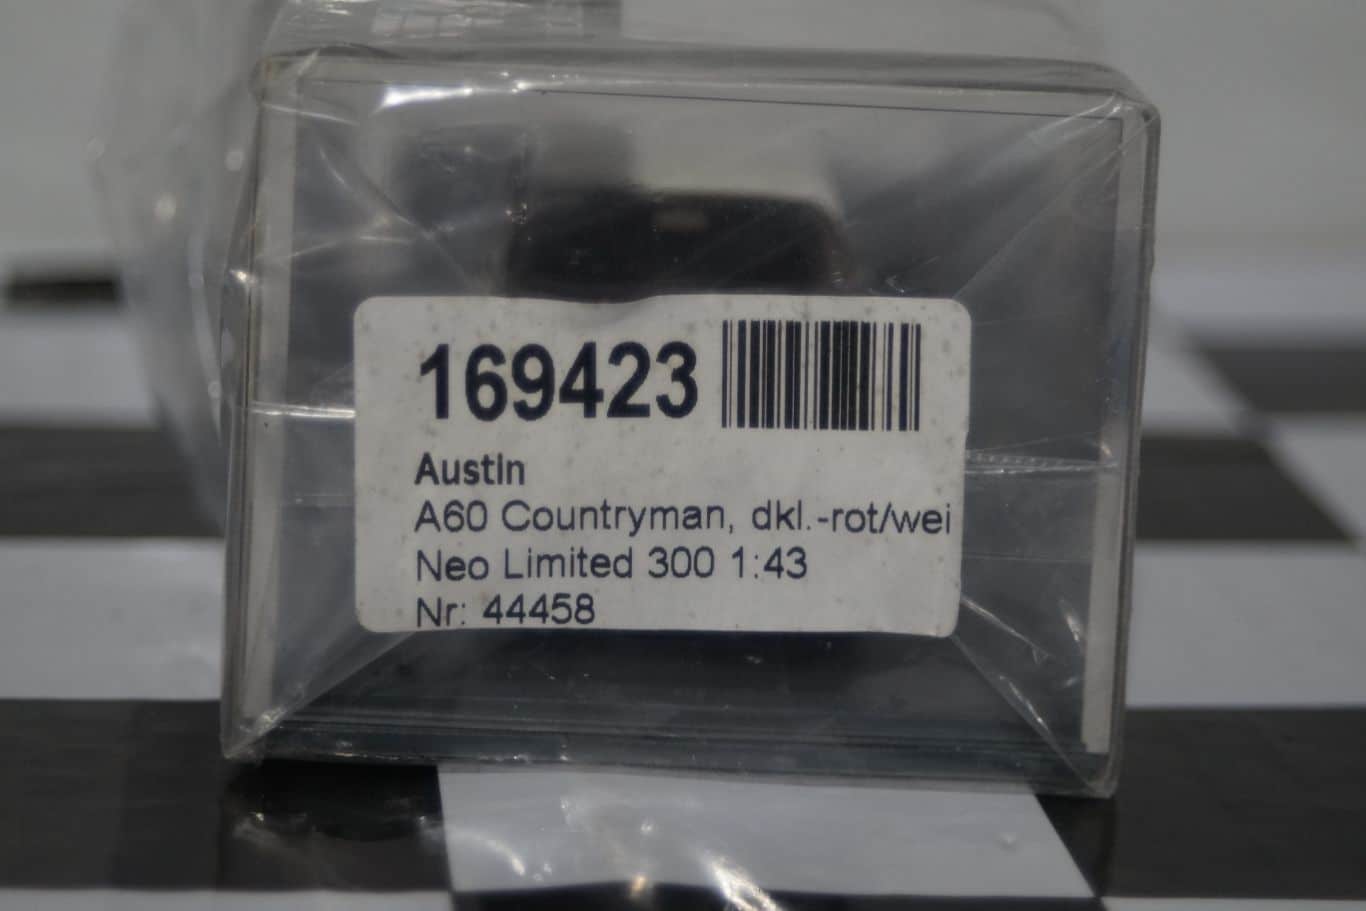 169423
Austin
A60 Countryman, dkl.-rot/wei
Neo Limited 300 1:43
Nr: 44458